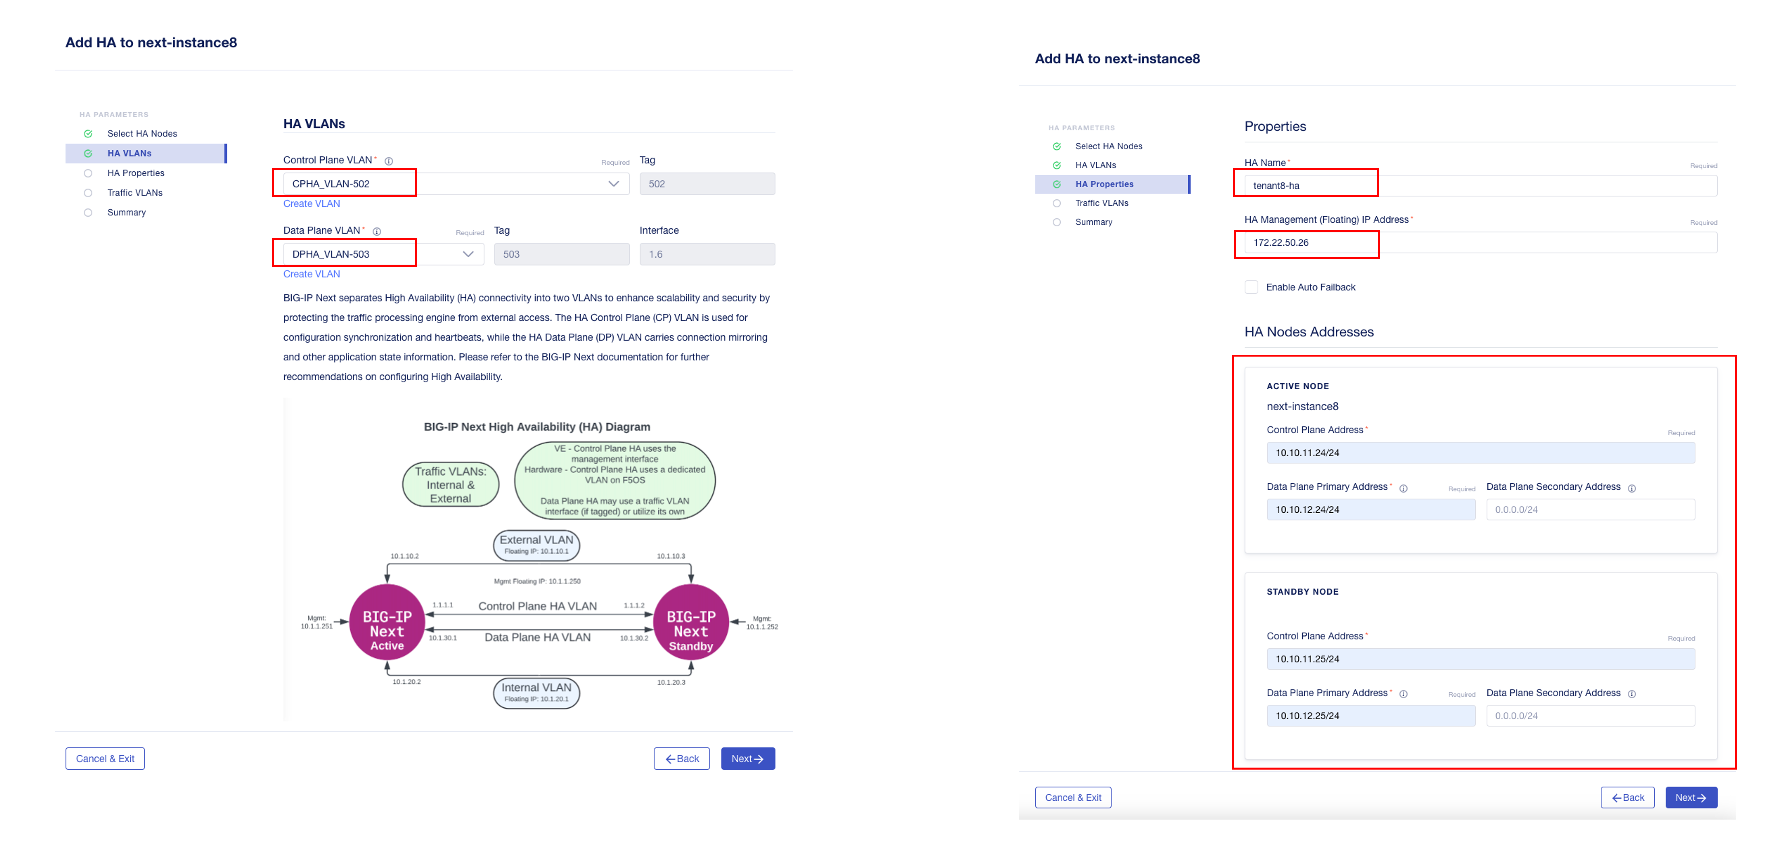 Add HA to next-instance8
HA PARAMETERS
Select HA Nodes
HA VLANs
HA Properties
Traffic VLANs
Summary
HA VLANs
Control Plane VLAN* Required Tag
CPHA_VLAN-502 502
Create VLAN
Data Plane VLAN* Required Tag Interface
DPHA_VLAN-503 503 1.6
Create VLAN
BIG-IP Next separates High Availability (HA) connectivity into two VLANs to enhance scalability and security by
protecting the traffic processing engine from external access. The HA Control Plane (CP) VLAN is used for
configuration synchronization and heartbeats, while the HA Data Plane (DP) VLAN carries connection mirroring
and other application state information. Please refer to the BIG-IP Next documentation for further
recommendations on configuring High Availability.
BIG-IP Next High Availability (HA) Diagram
Traffic VLANs:
Internal &
External
VE - Control Plane HA uses the
management interface
Hardware - Control Plane HA uses a dedicated
VLAN on F5OS
Data Plane HA may use a traffic VLAN
interface (if tagged) or utilize its own
External VLAN
Floating IP: 10.1.10.1
10.1.10.2 10.1.10.3
Mgmt Floating IP: 10.1.1.250
1.1.1.1 Control Plane HA VLAN 1.1.1.2
Mgmt:
10.1.1.251
BIG-IP
Next
Active
BIG-IP
Next
Standby
Mgmt:
10.1.1.252
10.1.30.1 Data Plane HA VLAN 10.1.30.2
10.1.20.2 10.1.20.3
Internal VLAN
Floating IP: 10.1.20.1
Cancel & Exit Back Next
Add HA to next-instance8
HA PARAMETERS
Select HA Nodes
HA VLANs
HA Properties
Traffic VLANs
Summary
Properties
HA Name* Required
tenant8-ha
HA Management (Floating) IP Address* Required
172.22.50.26
Enable Auto Failback
HA Nodes Addresses
ACTIVE NODE
next-instance8
Control Plane Address* Required
10.10.11.24/24
Data Plane Primary Address* Required Data Plane Secondary Address
10.10.12.24/24 0.0.0.0/24
STANDBY NODE
Control Plane Address* Required
10.10.11.25/24
Data Plane Primary Address* Required Data Plane Secondary Address
10.10.12.25/24 0.0.0.0/24
Cancel & Exit Back Next